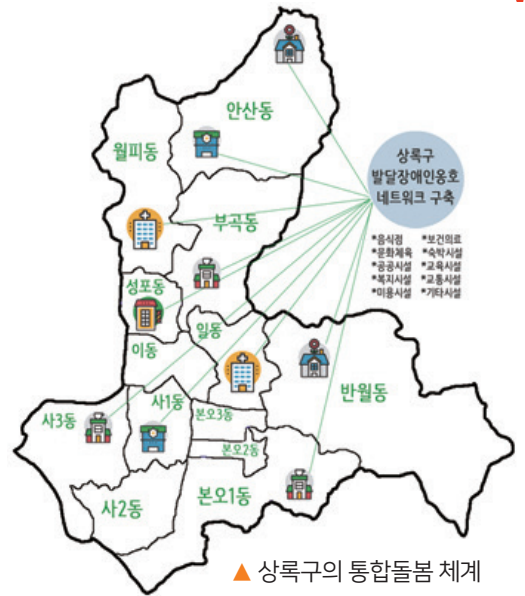 안산동
월피동
상록구
발달장애인옹호
네트워크 구축
부곡동
*음식점 *보건의료
*문화체육 *숙박시설
*공공시설 *교육시설
*복지시설 *교통시설
*미용시설 *기타시설
성포동
일동
이동
반월동
사3동
사1동
본오3동
본오2동
사2동
본오1동
▲ 상록구의 통합돌봄 체계